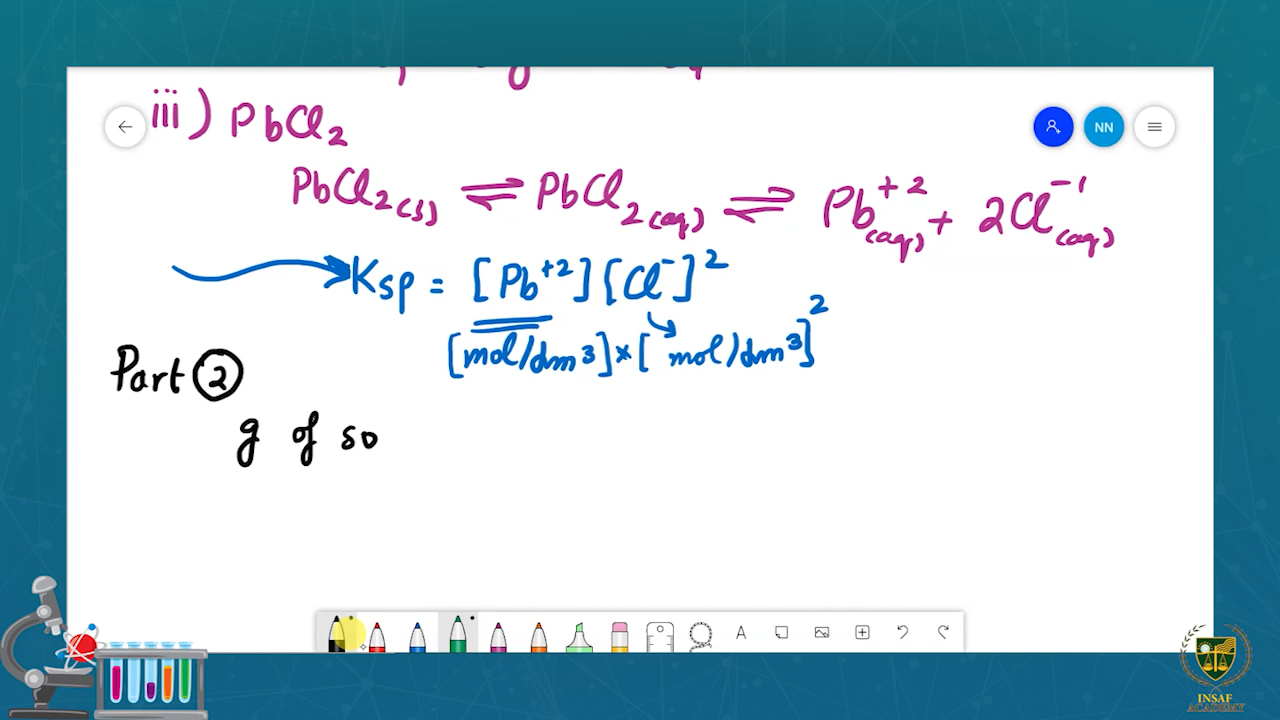 iii) PbCl2
PbCl2(s) ⇌ PbCl2(aq) ⇌ Pb+2(aq) + 2Cl-1(aq)
Ksp = [Pb+2][Cl-]2
[mol/dm3]×[mol/dm3]2
Part 2
g of so
NN
A
INSAF
ACADEMY